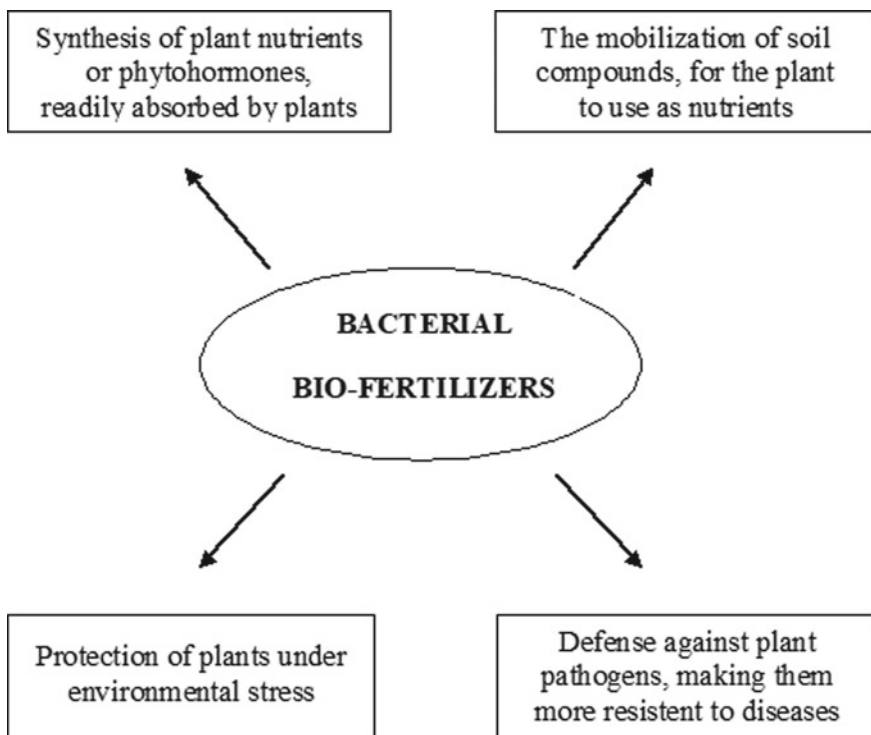 Synthesis of plant nutrients
or phytohormones,
readily absorbed by plants
The mobilization of soil
compounds, for the plant
to use as nutrients
BACTERIAL
BIO-FERTILIZERS
Protection of plants under
environmental stress
Defense against plant
pathogens, making them
more resistent to diseases